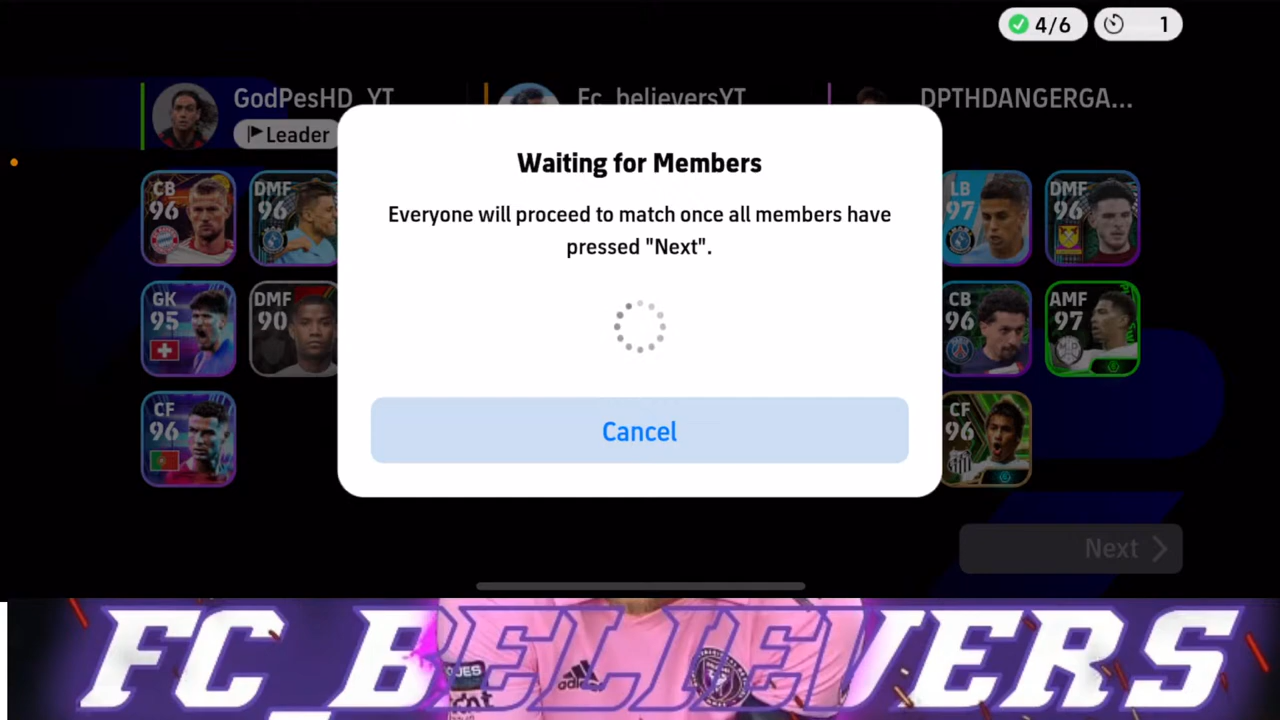 4/6
1
GodPesHD_YT
Fc_believersYT
DPTHDANGERGA...
Leader
Waiting for Members
Everyone will proceed to match once all members have
pressed "Next".
Cancel
CB
96
DMF
96
LB
97
DMF
96
GK
95
DMF
90
CB
96
AMF
97
CF
96
CF
96
Next
FC_BELIEVERS
JES
adidas